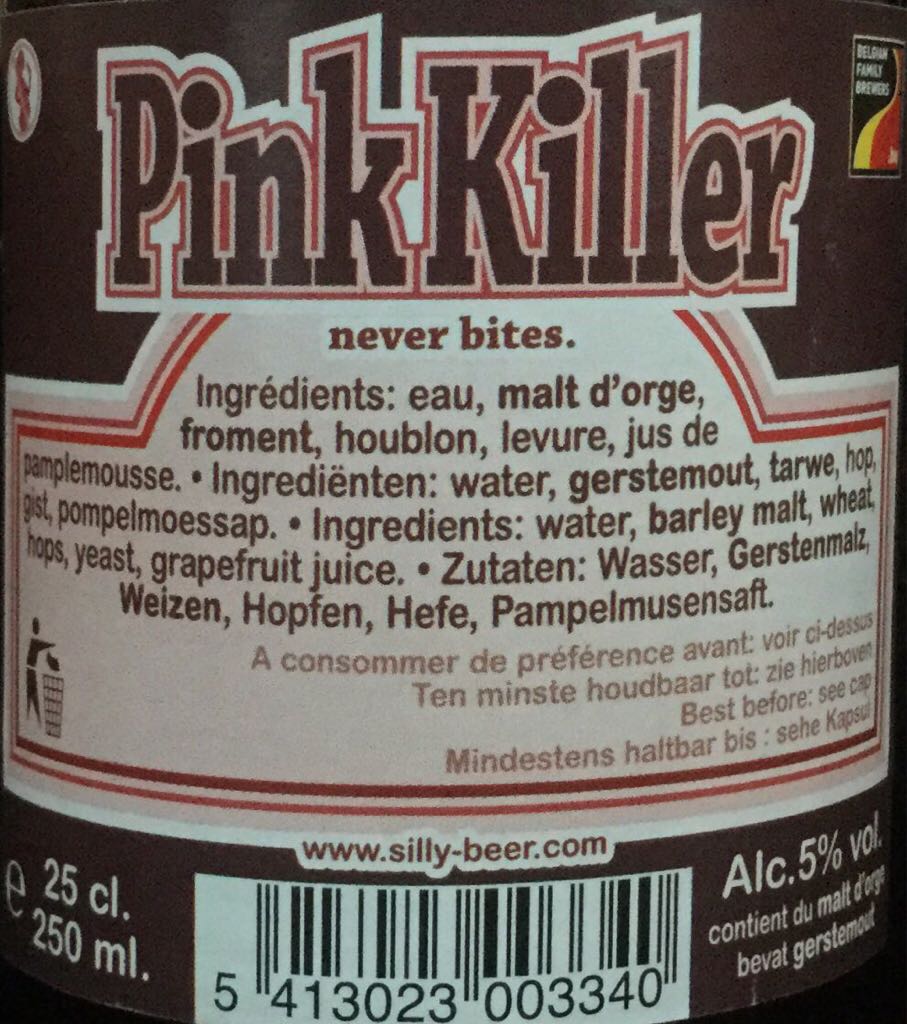 BELGIAN
FAMILY
BREWERS
Pink Killer
never bites.
Ingrédients: eau, malt d'orge,
froment, houblon, levure, jus de
pamplemousse. • Ingrediënten: water, gerstemout, tarwe, hop,
gist, pompelmoessap. • Ingredients: water, barley malt, wheat,
hops, yeast, grapefruit juice. • Zutaten: Wasser, Gerstenmalz,
Weizen, Hopfen, Hefe, Pampelmusensaft.
A consommer de préférence avant: voir ci-dessus
Ten minste houdbaar tot: zie hierboven
Best before: see cap
Mindestens haltbar bis : sehe Kapsul
www.silly-beer.com
e 25 cl.
250 ml.
Alc.5% vol.
contient du malt d'orge
bevat gerstemout
5 413023 003340